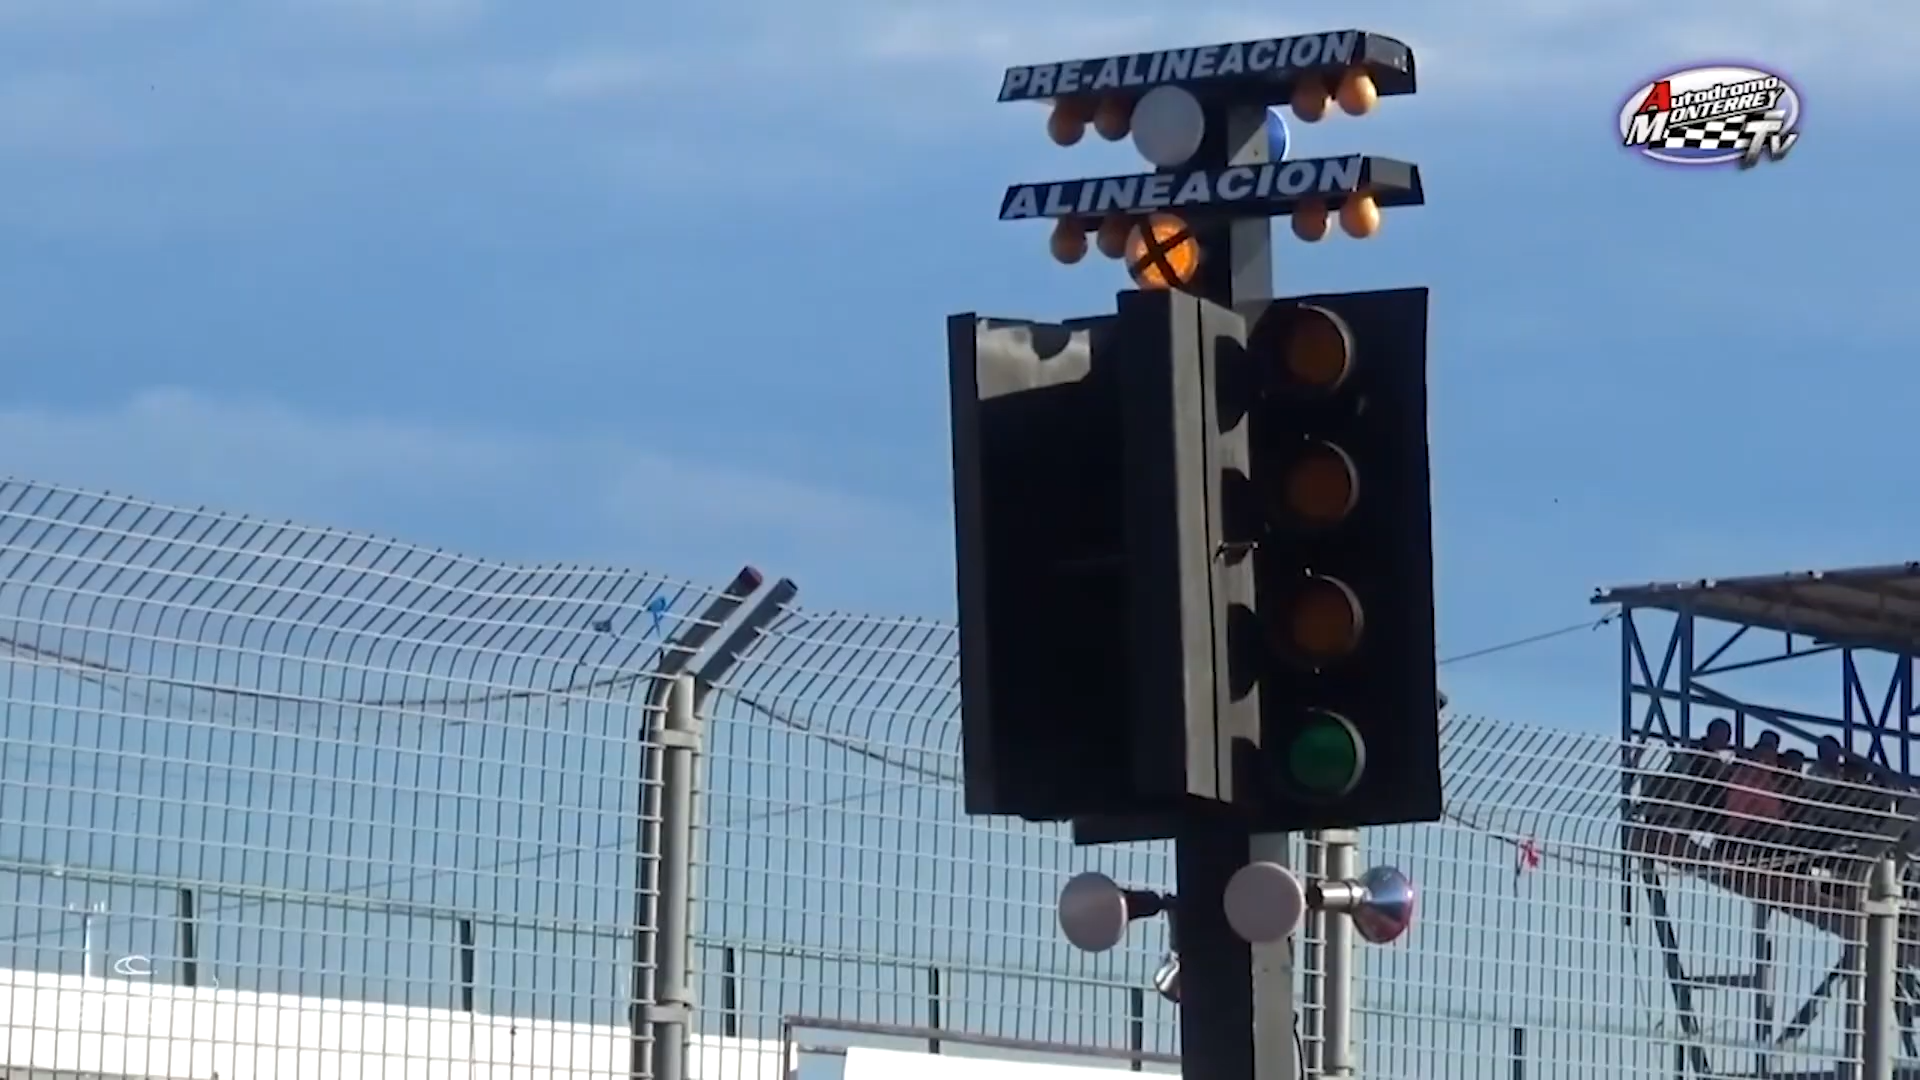 PRE-ALINEACION
ALINEACION
Autodromo
MONTERREY
TV